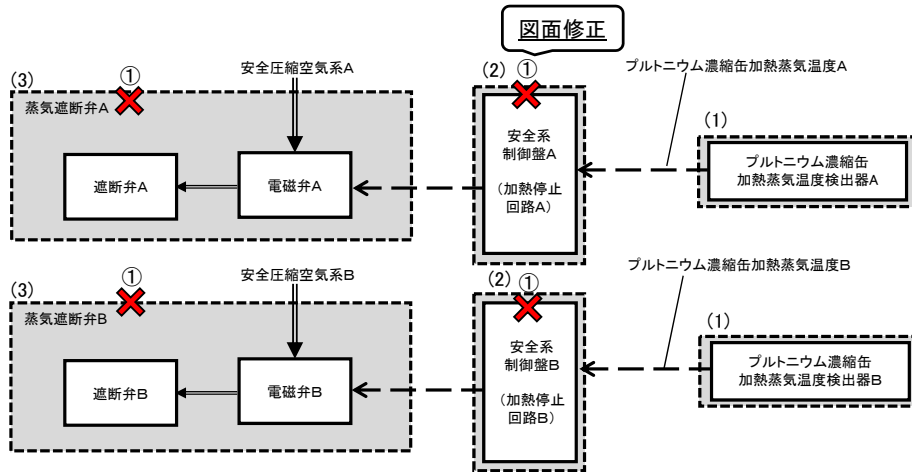 図面修正
(3)
①
蒸気遮断弁A
安全圧縮空気系A
遮断弁A
電磁弁A
(2)
①
安全系
制御盤A
(加熱停止
回路A)
プルトニウム濃縮缶加熱蒸気温度A
(1)
プルトニウム濃縮缶
加熱蒸気温度検出器A
(3)
①
蒸気遮断弁B
安全圧縮空気系B
遮断弁B
電磁弁B
(2)
①
安全系
制御盤B
(加熱停止
回路B)
プルトニウム濃縮缶加熱蒸気温度B
(1)
プルトニウム濃縮缶
加熱蒸気温度検出器B